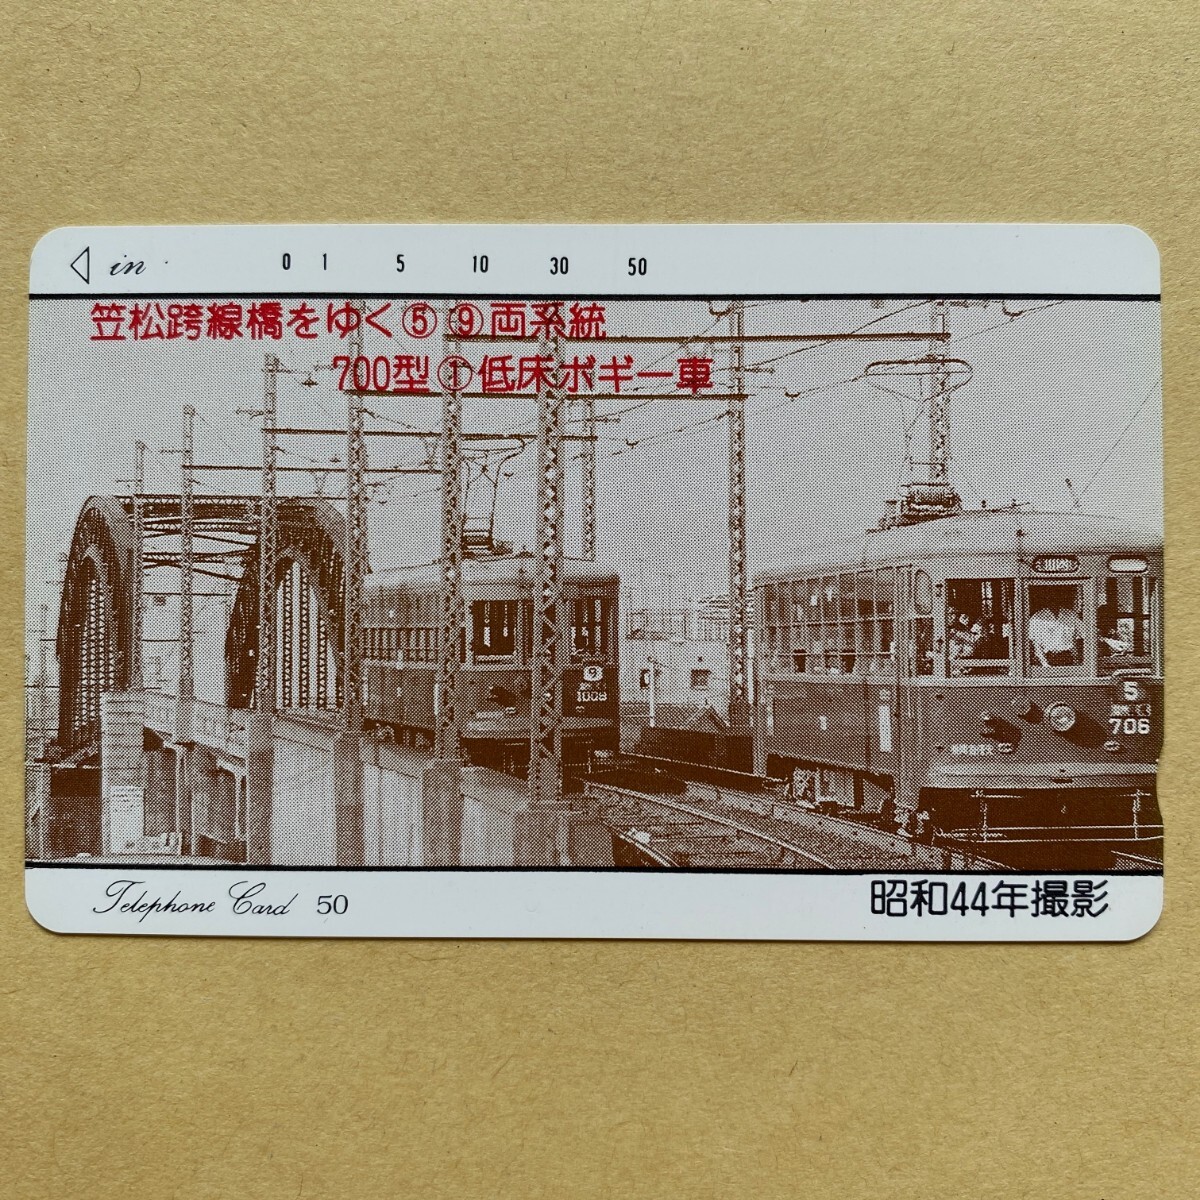 in
0 1 5 10 30 50
笠松跨線橋をゆく⑤⑨両系統
700型①低床ボギー車
9
1008
5
706
Telephone Card 50
昭和44年撮影